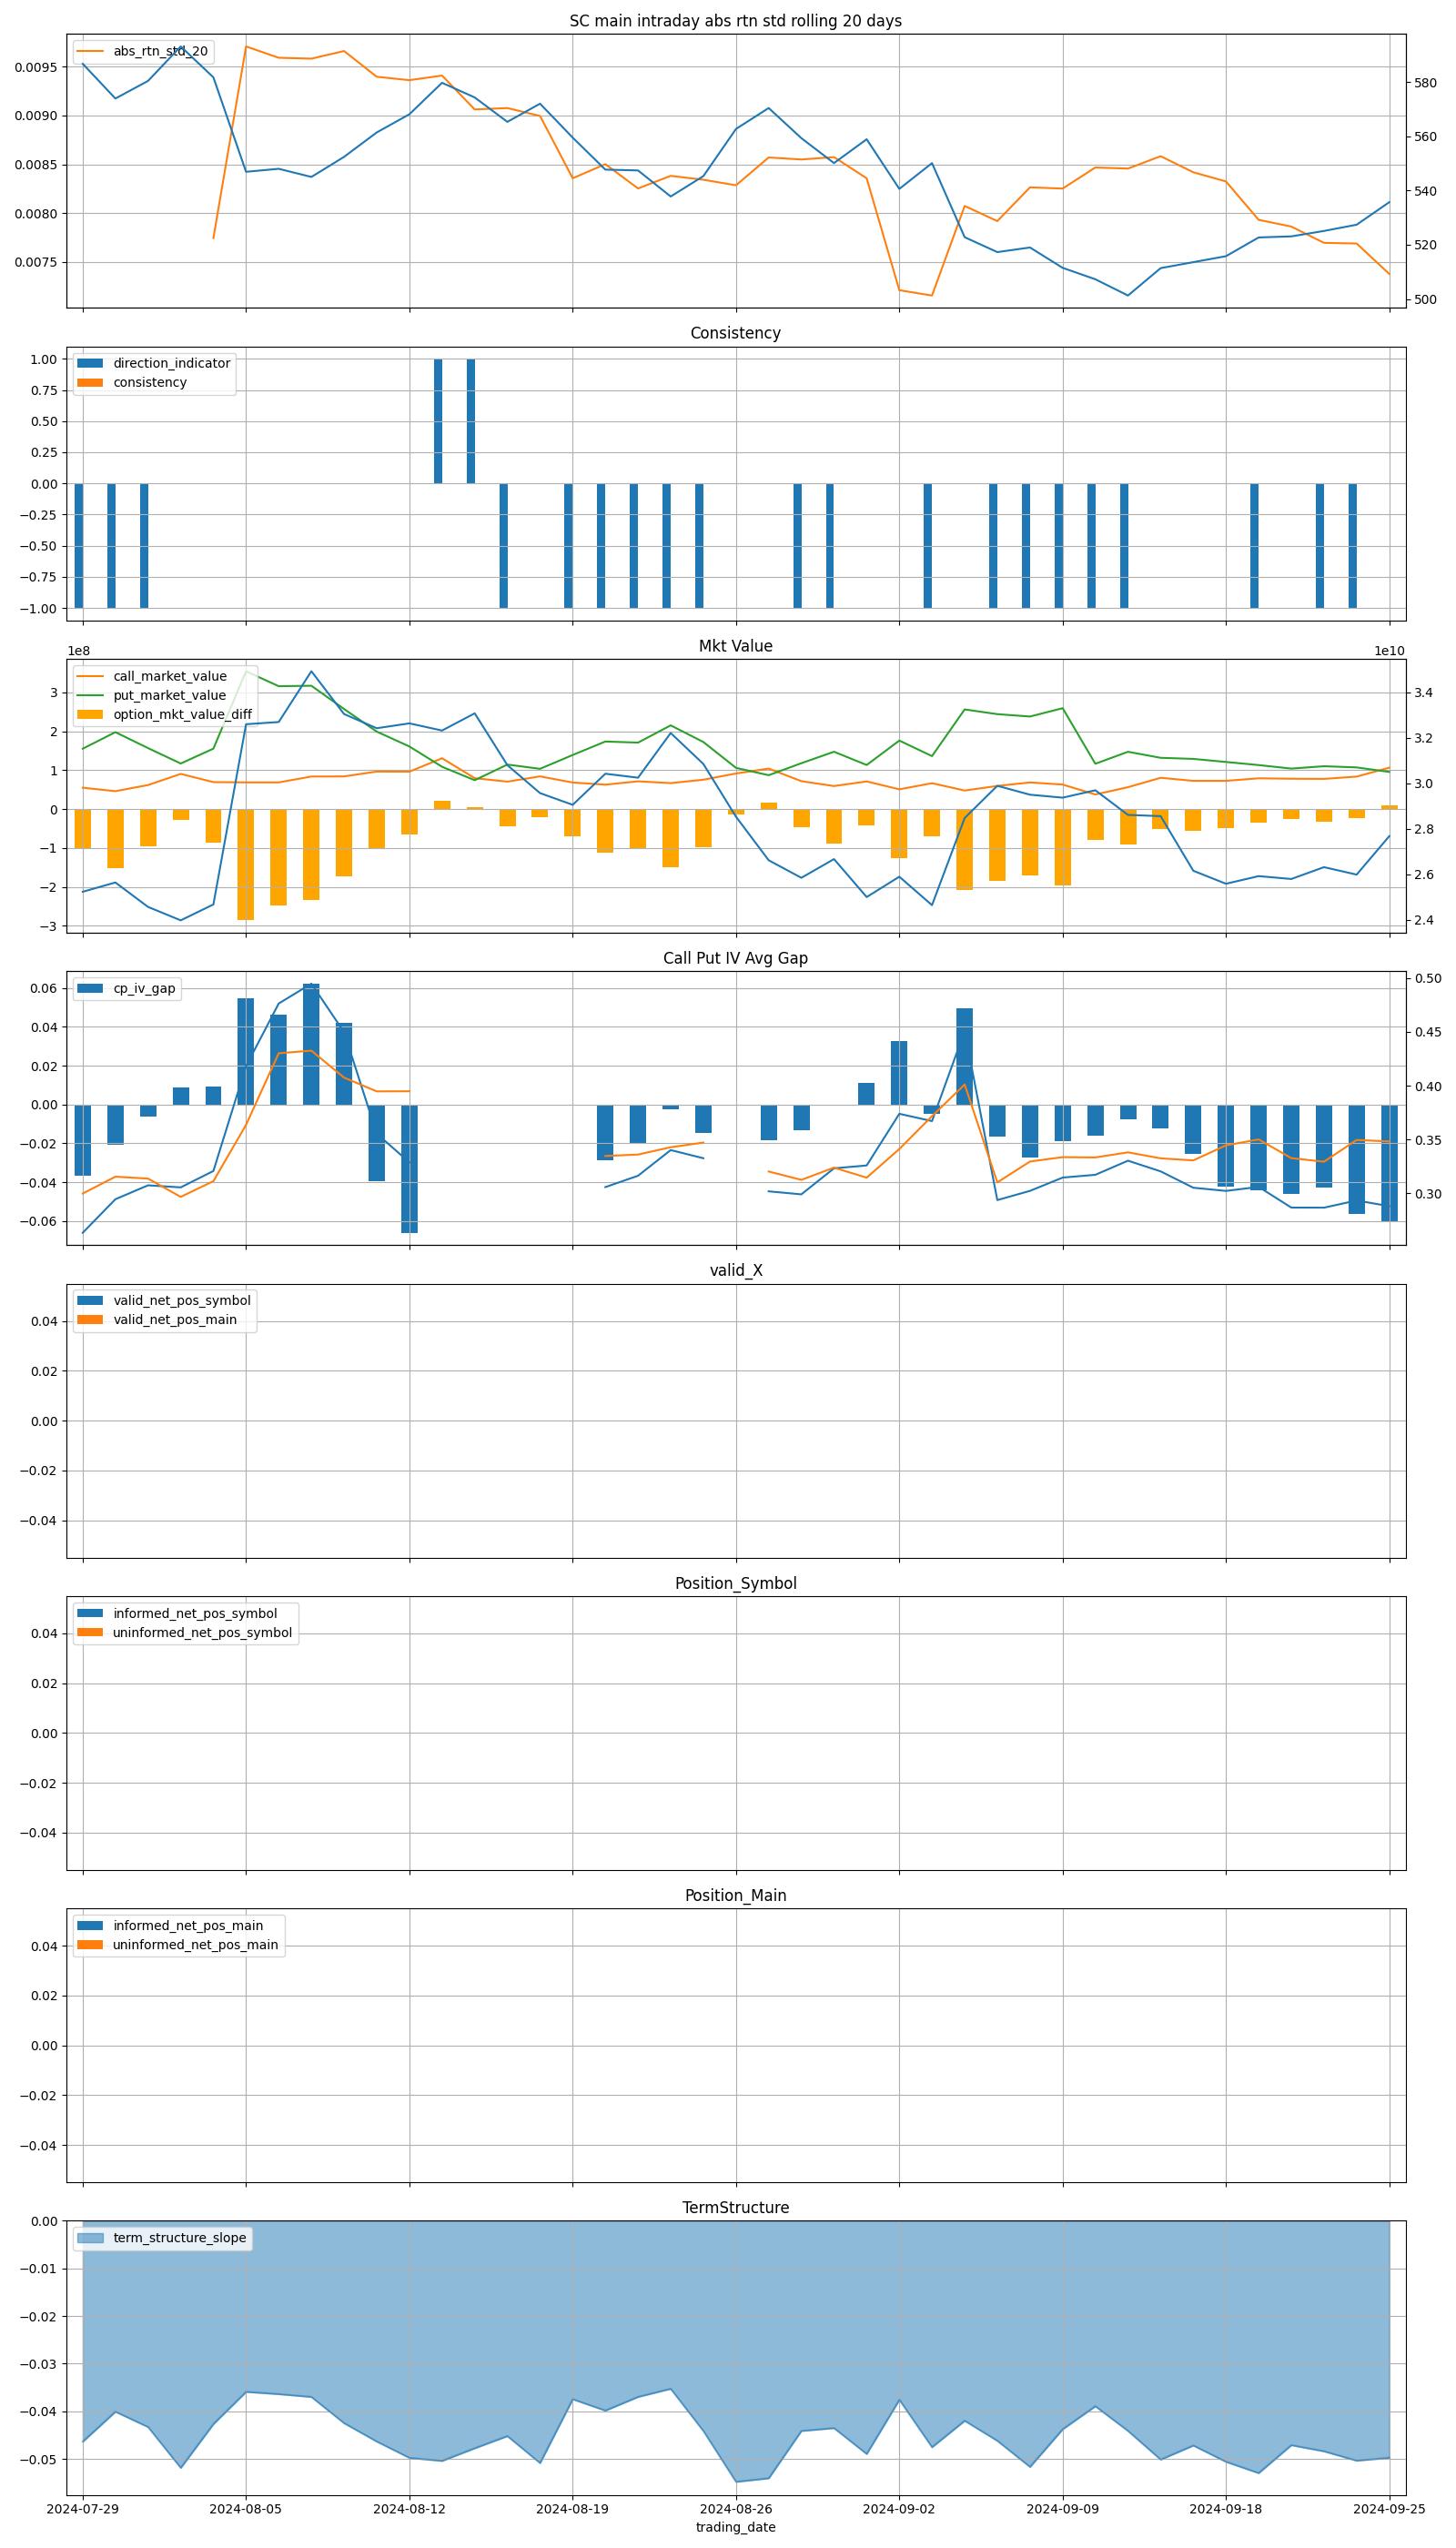 SC main intraday abs rtn std rolling 20 days
abs_rtn_std_20
0.0095
0.0090
0.0085
0.0080
0.0075
580
560
540
520
500
Consistency
direction_indicator
consistency
1.00
0.75
0.50
0.25
0.00
−0.25
−0.50
−0.75
−1.00
Mkt Value
1e8
1e10
call_market_value
put_market_value
option_mkt_value_diff
3
2
1
0
−1
−2
−3
3.4
3.2
3.0
2.8
2.6
2.4
Call Put IV Avg Gap
cp_iv_gap
0.06
0.04
0.02
0.00
−0.02
−0.04
−0.06
0.50
0.45
0.40
0.35
0.30
valid_X
valid_net_pos_symbol
valid_net_pos_main
0.04
0.02
0.00
−0.02
−0.04
Position_Symbol
informed_net_pos_symbol
uninformed_net_pos_symbol
0.04
0.02
0.00
−0.02
−0.04
Position_Main
informed_net_pos_main
uninformed_net_pos_main
0.04
0.02
0.00
−0.02
−0.04
TermStructure
term_structure_slope
0.00
−0.01
−0.02
−0.03
−0.04
−0.05
2024-07-29 2024-08-05 2024-08-12 2024-08-19 2024-08-26 2024-09-02 2024-09-09 2024-09-18 2024-09-25
trading_date